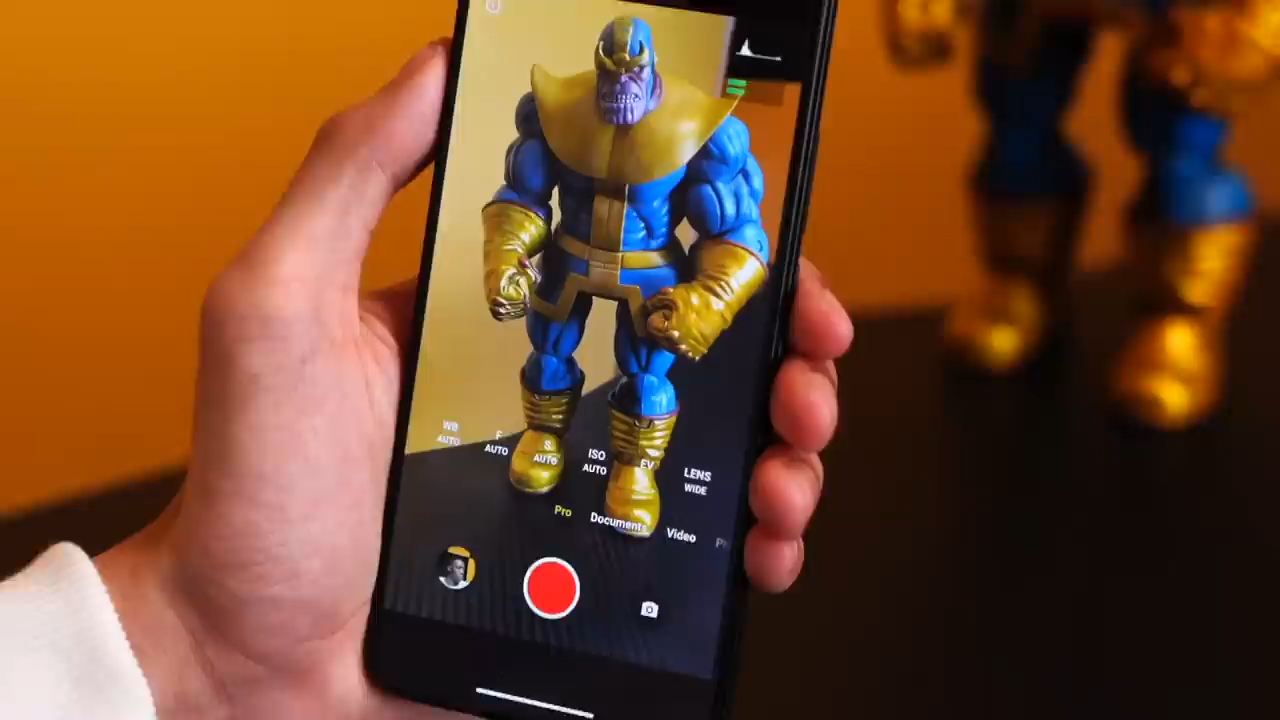 WB
AUTO
F
AUTO
S
AUTO
ISO
AUTO
EV
LENS
WIDE
Pro
Documents
Video